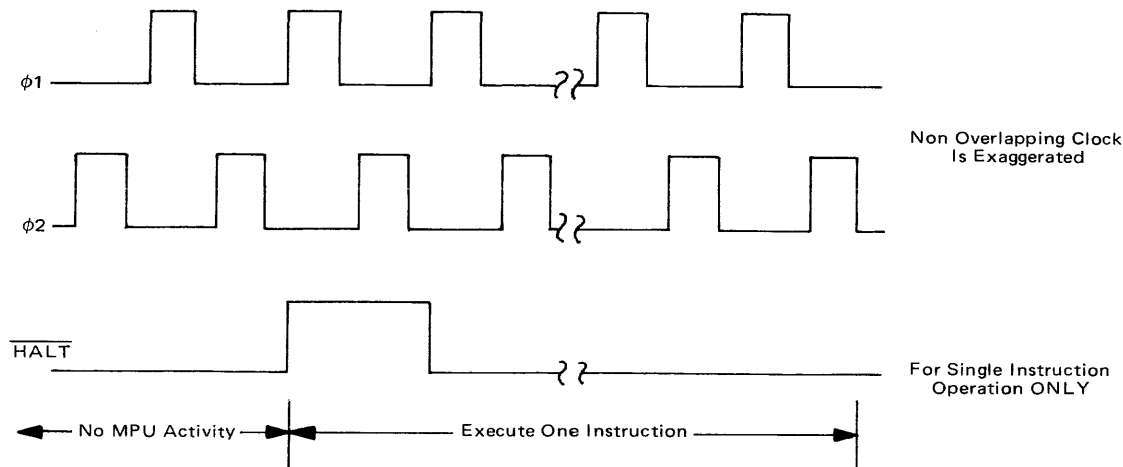 φ1
Non Overlapping Clock
Is Exaggerated
φ2
HALT
For Single Instruction
Operation ONLY
No MPU Activity
Execute One Instruction